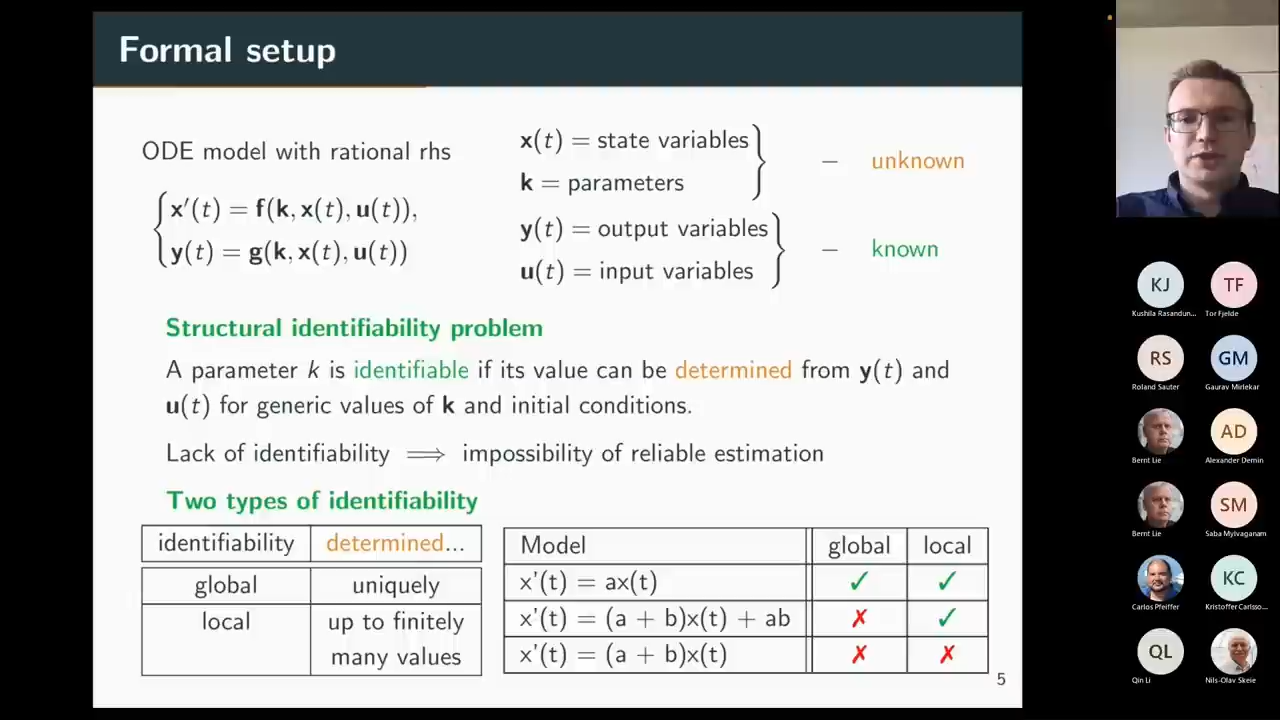 Formal setup
ODE model with rational rhs
x′(t) = f(k, x(t), u(t)),
y(t) = g(k, x(t), u(t))
x(t) = state variables
k = parameters
– unknown
y(t) = output variables
u(t) = input variables
– known
Structural identifiability problem
A parameter k is identifiable if its value can be determined from y(t) and
u(t) for generic values of k and initial conditions.
Lack of identifiability ⟹ impossibility of reliable estimation
Two types of identifiability
identifiability determined...
global uniquely
local up to finitely
many values
Model global local
x'(t) = ax(t) ✓ ✓
x'(t) = (a + b)x(t) + ab ✗ ✓
x'(t) = (a + b)x(t) ✗ ✗
5
KJ TF
Kushila Rasandun... Tor Fjelde
RS GM
Roland Sauter Gaurav Mirlekar
AD
Bernt Lie Alexander Demin
SM
Bernt Lie Saba Mylvaganam
KC
Carlos Pfeiffer Kristoffer Carlsso...
QL
Qin Li Nils-Olav Skeie